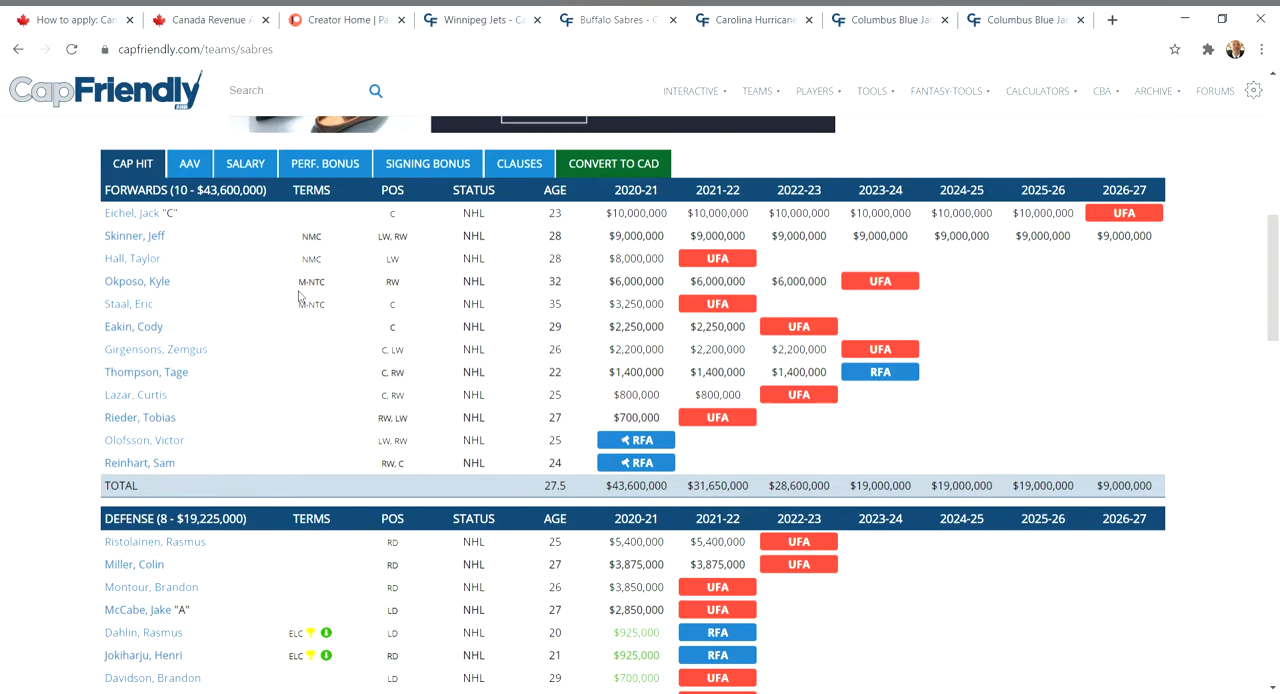 How to apply: Can
Canada Revenue A
Creator Home | Pa
Winnipeg Jets - Ca
Buffalo Sabres - C
Carolina Hurricane
Columbus Blue Jac
Columbus Blue Jac
capfriendly.com/teams/sabres
CapFriendly
Search...
INTERACTIVE
TEAMS
PLAYERS
TOOLS
FANTASY-TOOLS
CALCULATORS
CBA
ARCHIVE
FORUMS
CAP HIT AAV SALARY PERF. BONUS SIGNING BONUS CLAUSES CONVERT TO CAD
FORWARDS (10 - $43,600,000) TERMS POS STATUS AGE 2020-21 2021-22 2022-23 2023-24 2024-25 2025-26 2026-27
Eichel, Jack "C" C NHL 23 $10,000,000 $10,000,000 $10,000,000 $10,000,000 $10,000,000 $10,000,000 UFA
Skinner, Jeff NMC LW, RW NHL 28 $9,000,000 $9,000,000 $9,000,000 $9,000,000 $9,000,000 $9,000,000 $9,000,000
Hall, Taylor NMC LW NHL 28 $8,000,000 UFA
Okposo, Kyle M-NTC RW NHL 32 $6,000,000 $6,000,000 $6,000,000 UFA
Staal, Eric M-NTC C NHL 35 $3,250,000 UFA
Eakin, Cody C NHL 29 $2,250,000 $2,250,000 UFA
Girgensons, Zemgus C, LW NHL 26 $2,200,000 $2,200,000 $2,200,000 UFA
Thompson, Tage C, RW NHL 22 $1,400,000 $1,400,000 $1,400,000 RFA
Lazar, Curtis C, RW NHL 25 $800,000 $800,000 UFA
Rieder, Tobias RW, LW NHL 27 $700,000 UFA
Olofsson, Victor LW, RW NHL 25 RFA
Reinhart, Sam RW, C NHL 24 RFA
TOTAL 27.5 $43,600,000 $31,650,000 $28,600,000 $19,000,000 $19,000,000 $19,000,000 $9,000,000
DEFENSE (8 - $19,225,000) TERMS POS STATUS AGE 2020-21 2021-22 2022-23 2023-24 2024-25 2025-26 2026-27
Ristolainen, Rasmus RD NHL 25 $5,400,000 $5,400,000 UFA
Miller, Colin RD NHL 27 $3,875,000 $3,875,000 UFA
Montour, Brandon RD NHL 26 $3,850,000 UFA
McCabe, Jake "A" LD NHL 27 $2,850,000 UFA
Dahlin, Rasmus ELC LD NHL 20 $925,000 RFA
Jokiharju, Henri ELC RD NHL 21 $925,000 RFA
Davidson, Brandon LD NHL 29 $700,000 UFA